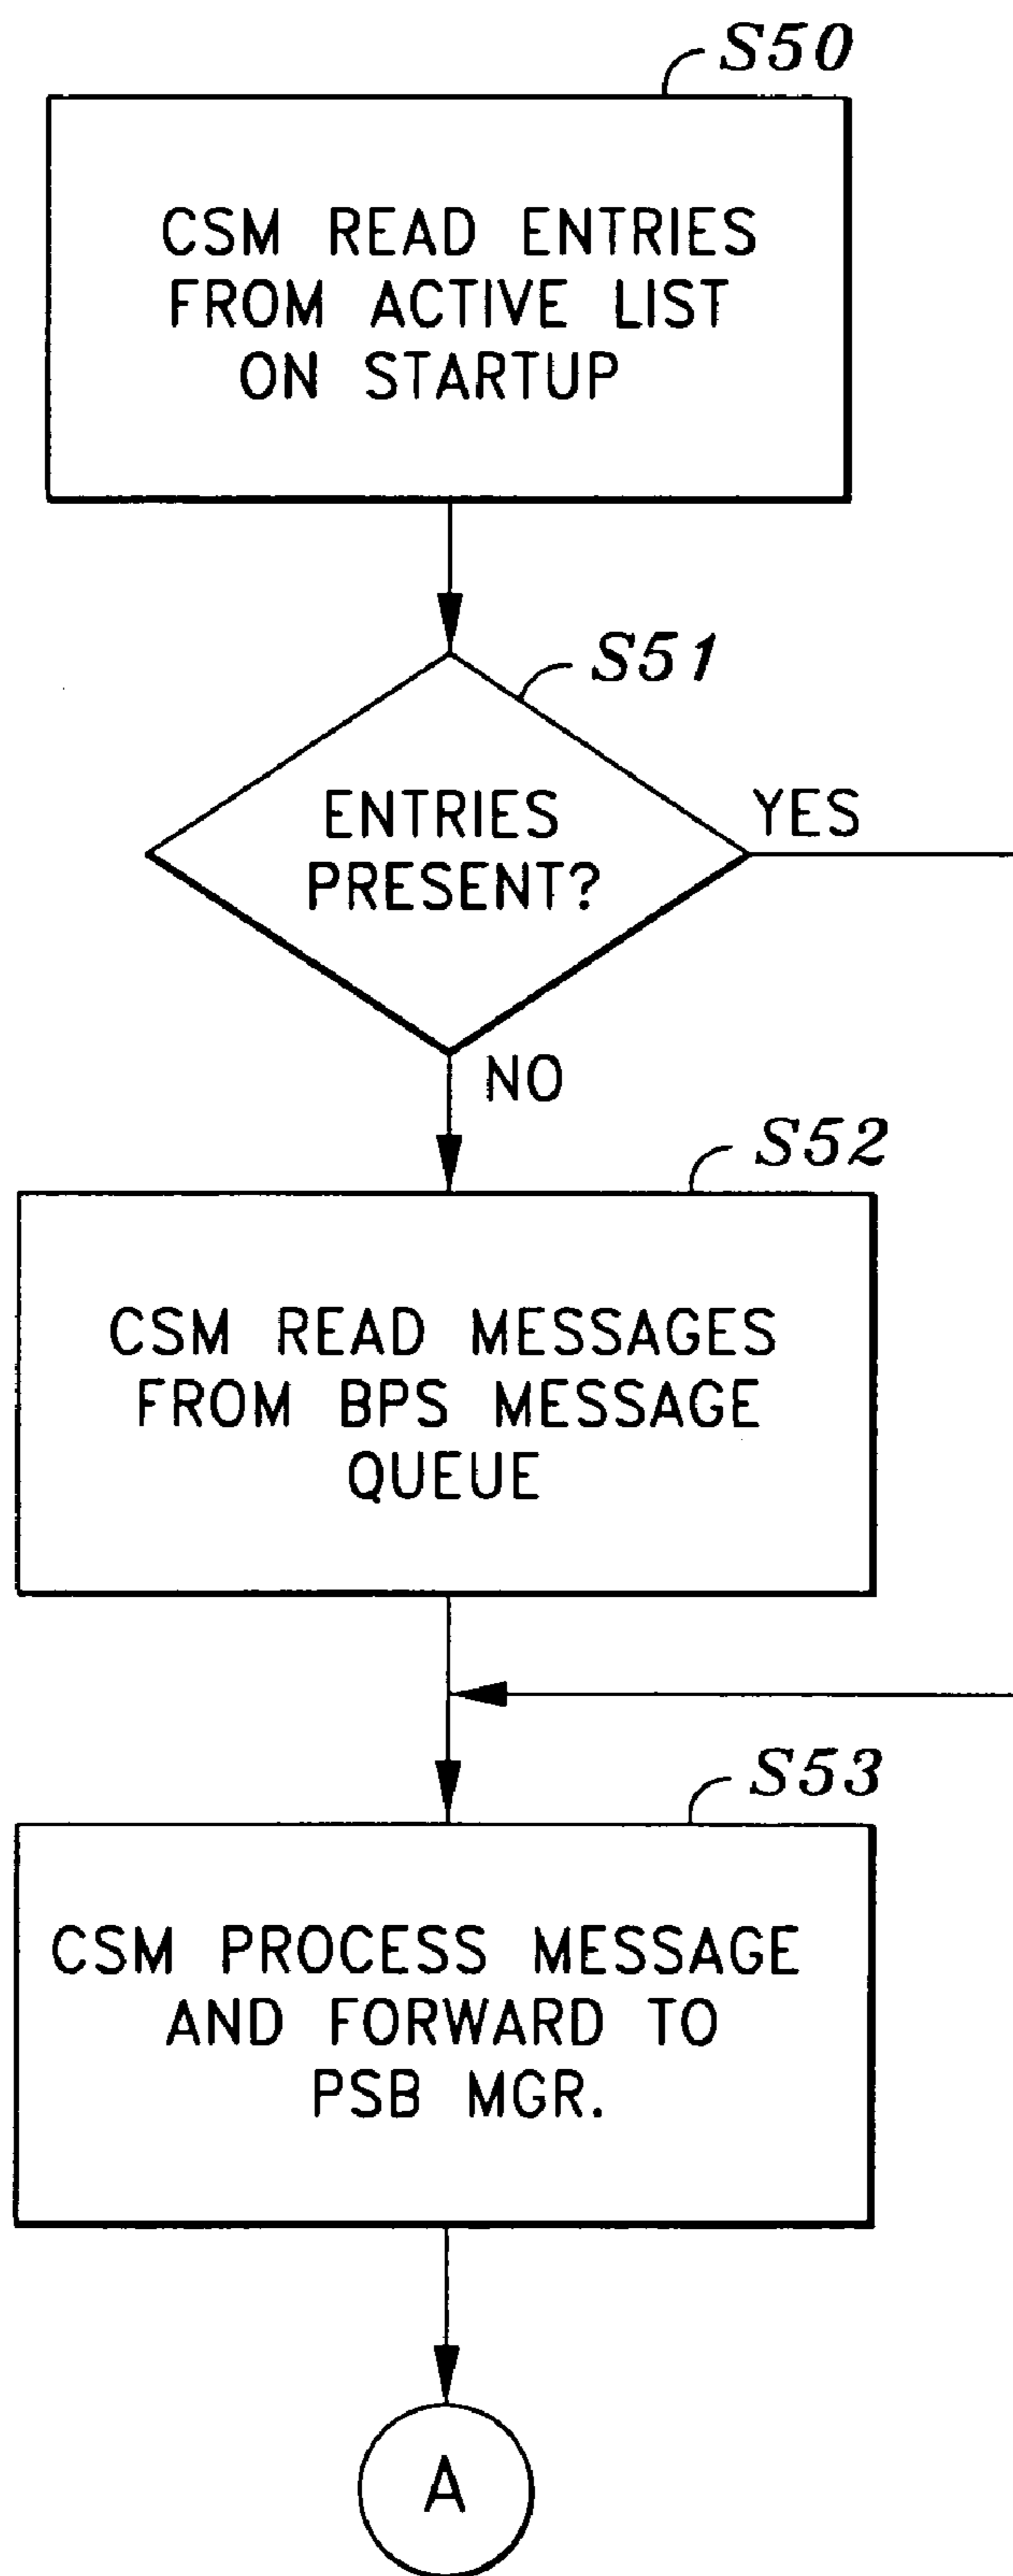 S50
CSM READ ENTRIES
FROM ACTIVE LIST
ON STARTUP
S51
ENTRIES
PRESENT?
YES
NO
S52
CSM READ MESSAGES
FROM BPS MESSAGE
QUEUE
S53
CSM PROCESS MESSAGE
AND FORWARD TO
PSB MGR.
A